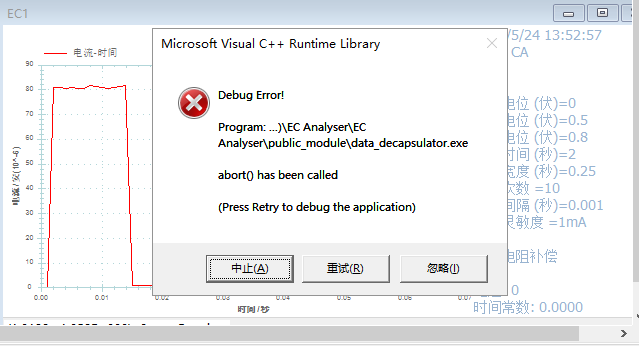 EC1
/5/24 13:52:57
CA
电流-时间
Microsoft Visual C++ Runtime Library
Debug Error!
Program: ...)\EC Analyser\EC
Analyser\public_module\data_decapsulator.exe
abort() has been called
(Press Retry to debug the application)
中止(A)
重试(R)
忽略(I)
电位 (伏)=0
电位 (伏)=0.5
电位 (伏)=0.8
时间 (秒)=2
宽度 (秒)=0.25
次数 =10
间隔 (秒)=0.001
灵敏度 =1mA
电阻补偿
0
时间常数: 0.0000
电流/安(10^-6)
90
80
70
60
50
40
30
20
10
0
0.00
0.01
0.02
0.03
0.04
0.05
0.06
0.07
时间/秒